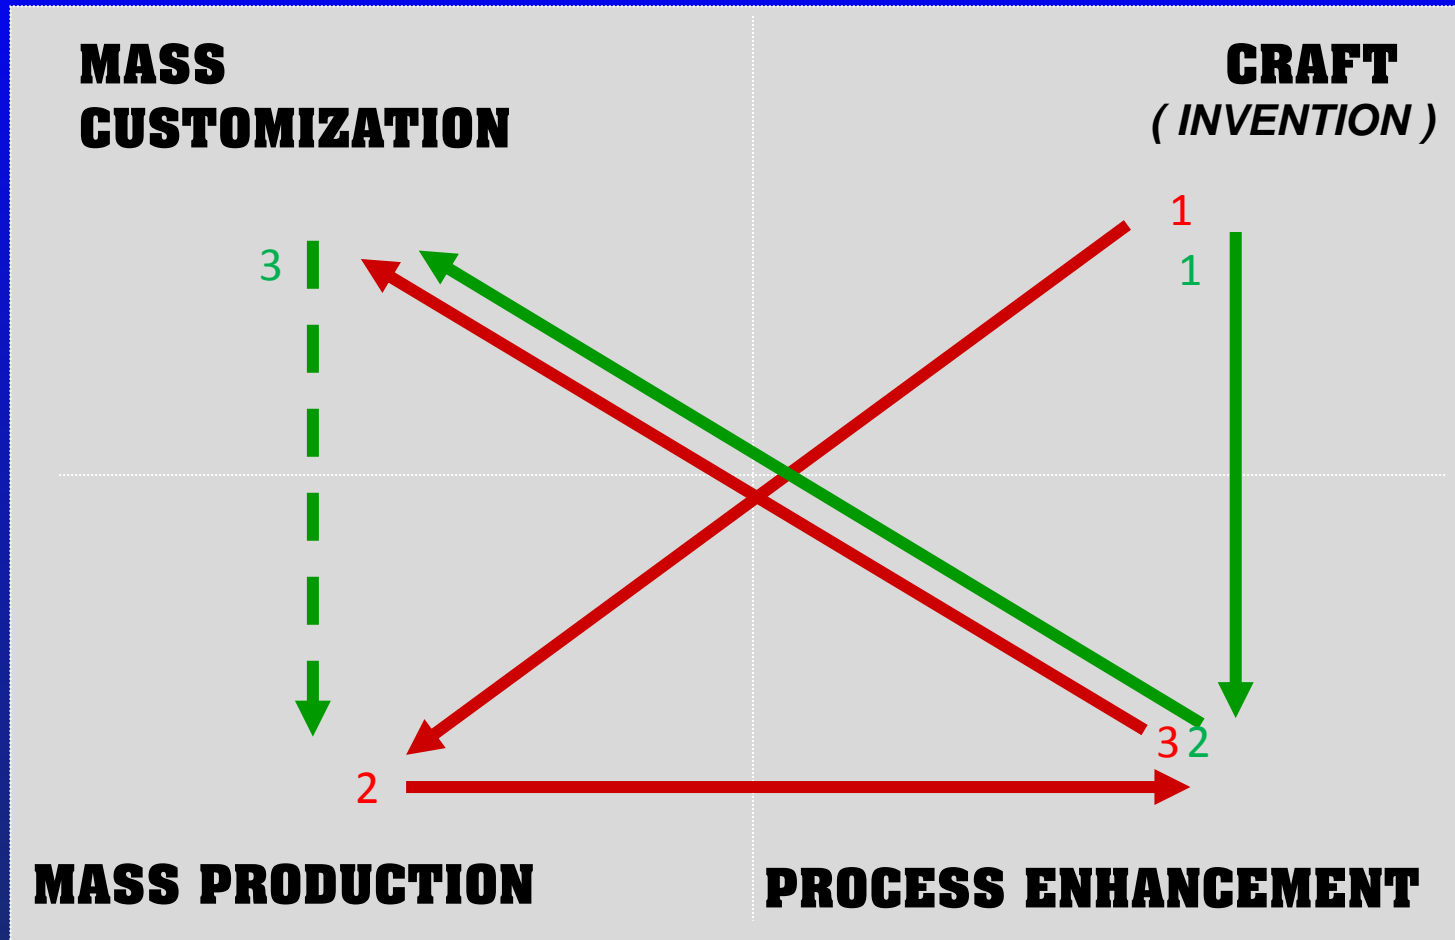 MASS
CUSTOMIZATION
CRAFT
( INVENTION )
1
3
1
3 2
2
MASS PRODUCTION
PROCESS ENHANCEMENT